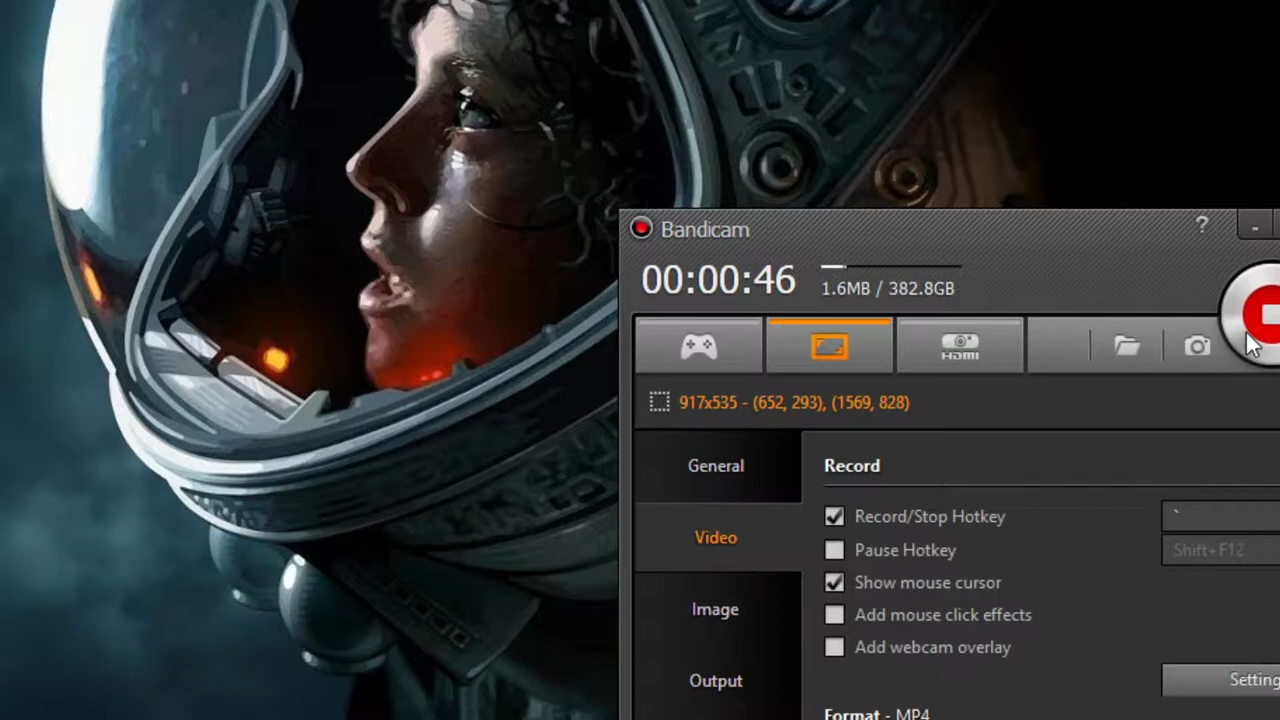 Bandicam
?
00:00:46
1.6MB / 382.8GB
HDMI
917x535 - (652, 293), (1569, 828)
General
Record
Record/Stop Hotkey
`
Video
Pause Hotkey
Shift+F12
Show mouse cursor
Image
Add mouse click effects
Add webcam overlay
Output
Setting
Format - MP4